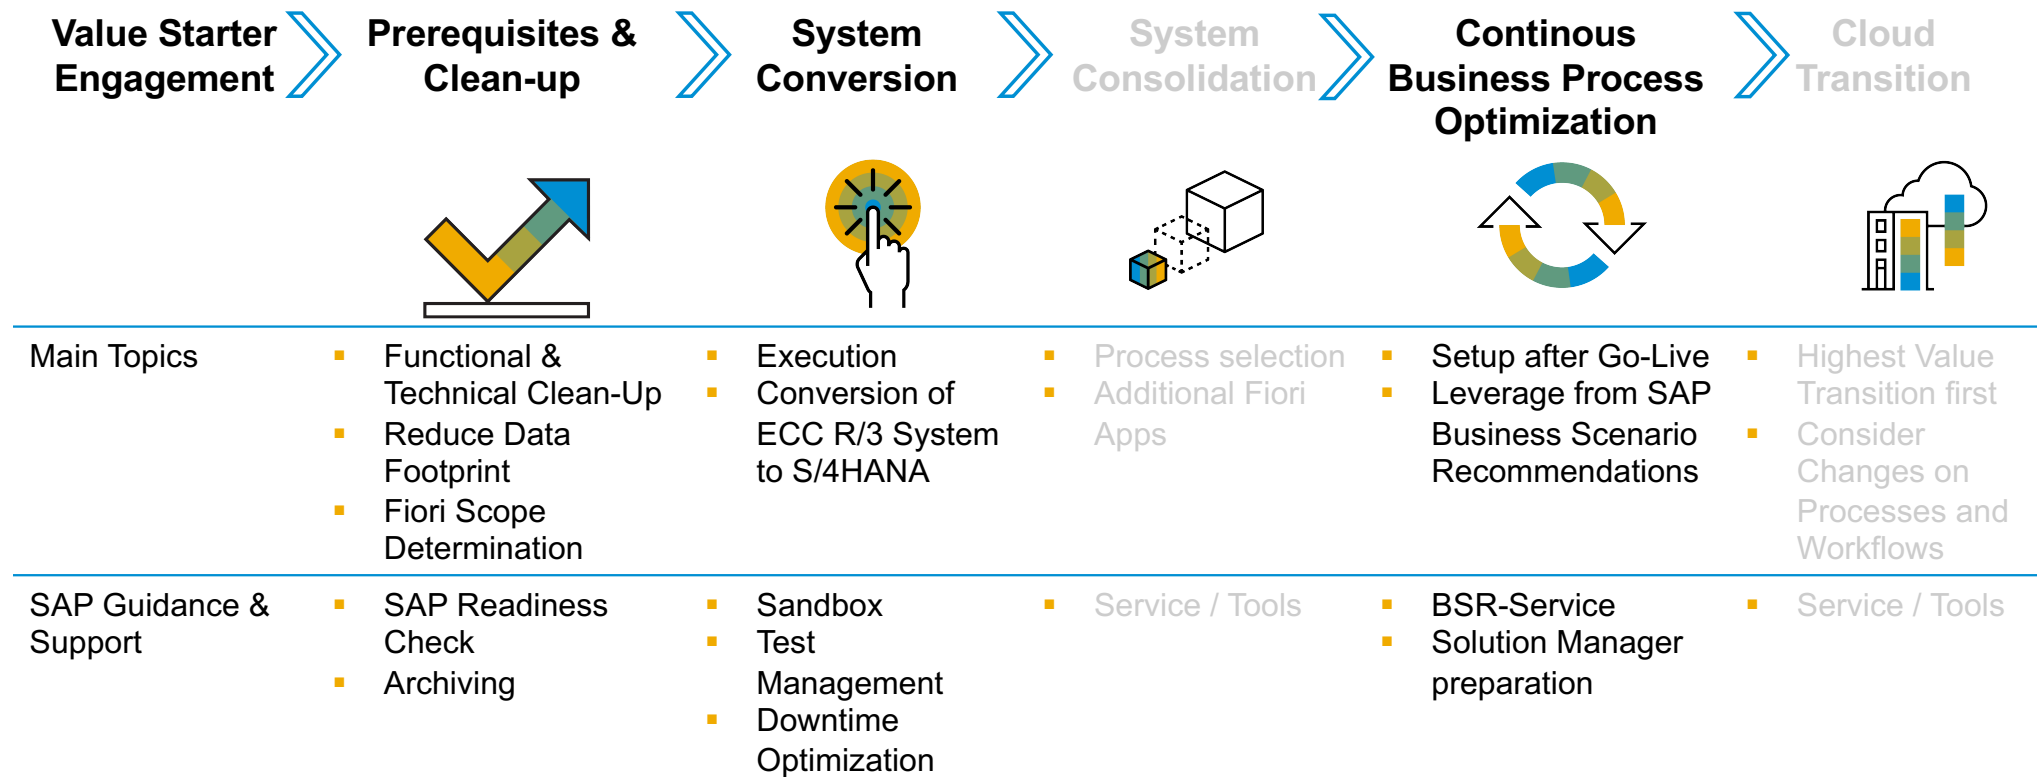 Value Starter
Engagement
Prerequisites &
Clean-up
System
Conversion
System
Consolidation
Continous
Business Process
Optimization
Cloud
Transition
Main Topics
Functional &
Technical Clean-Up
Reduce Data
Footprint
Fiori Scope
Determination
Execution
Conversion of
ECC R/3 System
to S/4HANA
Process selection
Additional Fiori
Apps
Setup after Go-Live
Leverage from SAP
Business Scenario
Recommendations
Highest Value
Transition first
Consider
Changes on
Processes and
Workflows
SAP Guidance &
Support
SAP Readiness
Check
Archiving
Sandbox
Test
Management
Downtime
Optimization
Service / Tools
BSR-Service
Solution Manager
preparation
Service / Tools